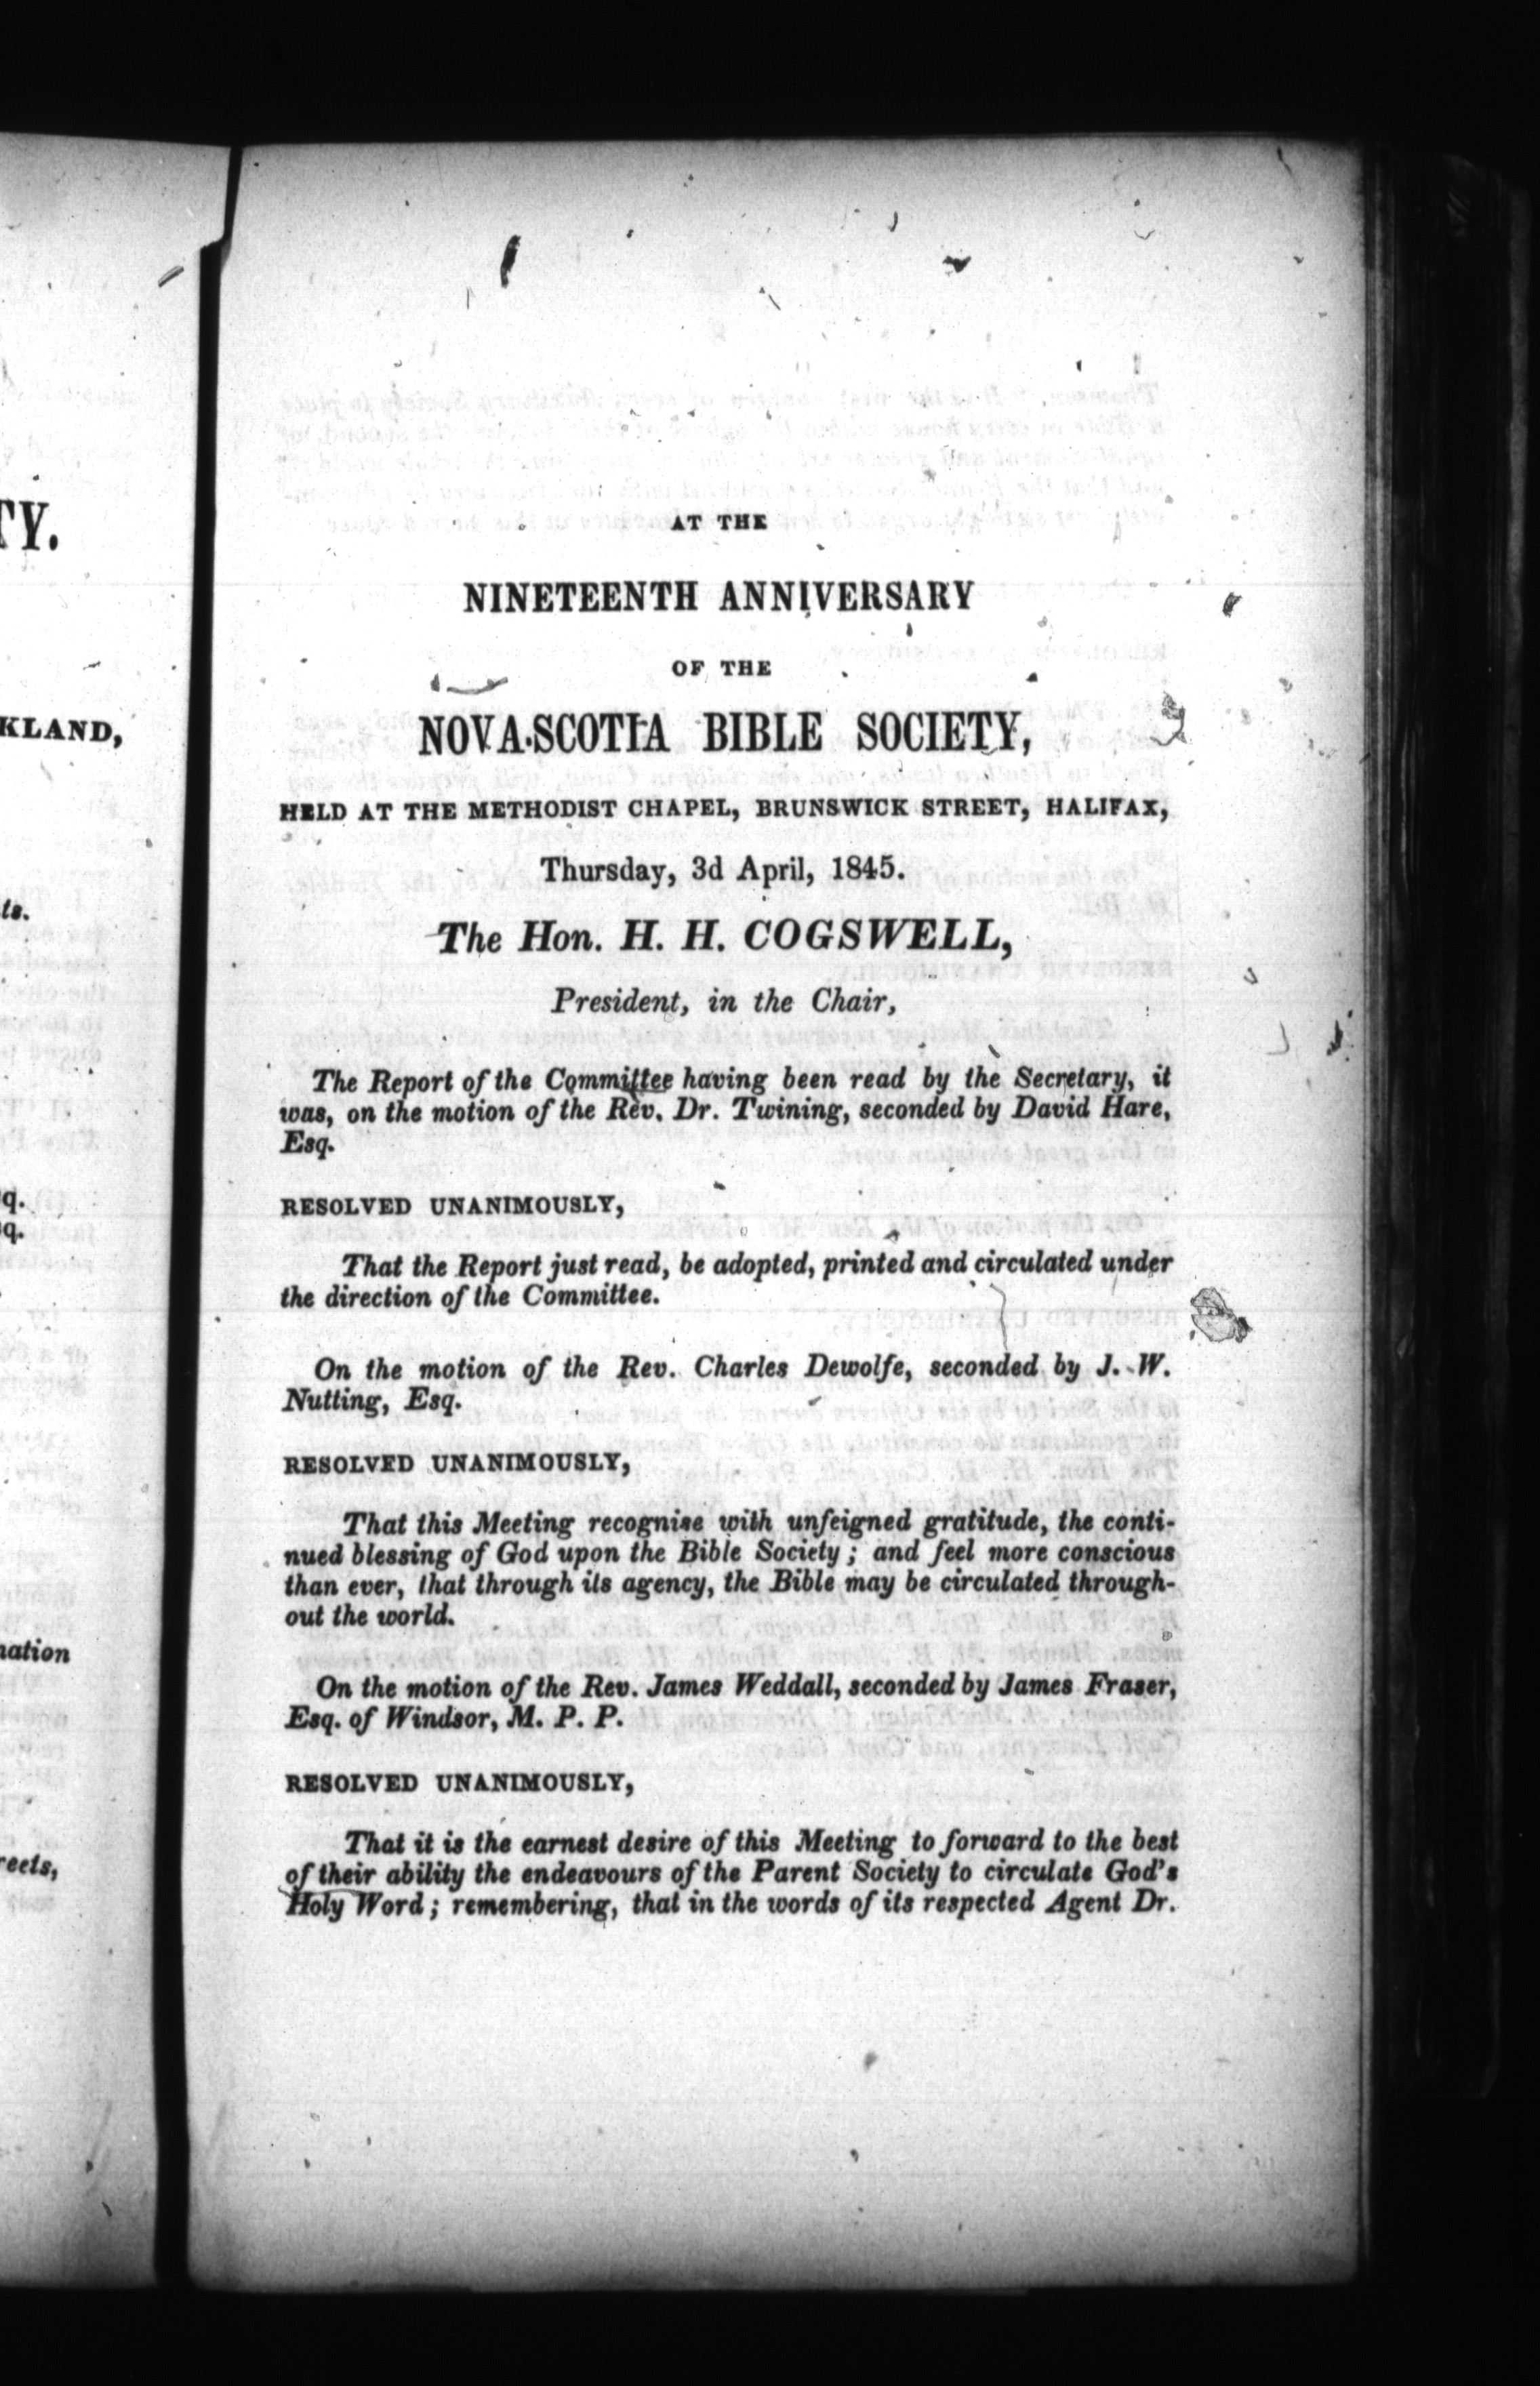 TY.
KLAND,
ts.
q.
q.
nation
reets,
AT THE
NINETEENTH ANNIVERSARY
OF THE
NOVA-SCOTIA BIBLE SOCIETY,
HELD AT THE METHODIST CHAPEL, BRUNSWICK STREET, HALIFAX,
Thursday, 3d April, 1845.
The Hon. H. H. COGSWELL,
President, in the Chair,
The Report of the Committee having been read by the Secretary, it
was, on the motion of the Rev. Dr. Twining, seconded by David Hare,
Esq.
RESOLVED UNANIMOUSLY,
That the Report just read, be adopted, printed and circulated under
the direction of the Committee.
On the motion of the Rev. Charles Dewolfe, seconded by J. W.
Nutting, Esq.
RESOLVED UNANIMOUSLY,
That this Meeting recognise with unfeigned gratitude, the conti-
nued blessing of God upon the Bible Society; and feel more conscious
than ever, that through its agency, the Bible may be circulated through-
out the world.
On the motion of the Rev. James Weddall, seconded by James Fraser,
Esq. of Windsor, M. P. P.
RESOLVED UNANIMOUSLY,
That it is the earnest desire of this Meeting to forward to the best
of their ability the endeavours of the Parent Society to circulate God's
Holy Word; remembering, that in the words of its respected Agent Dr.